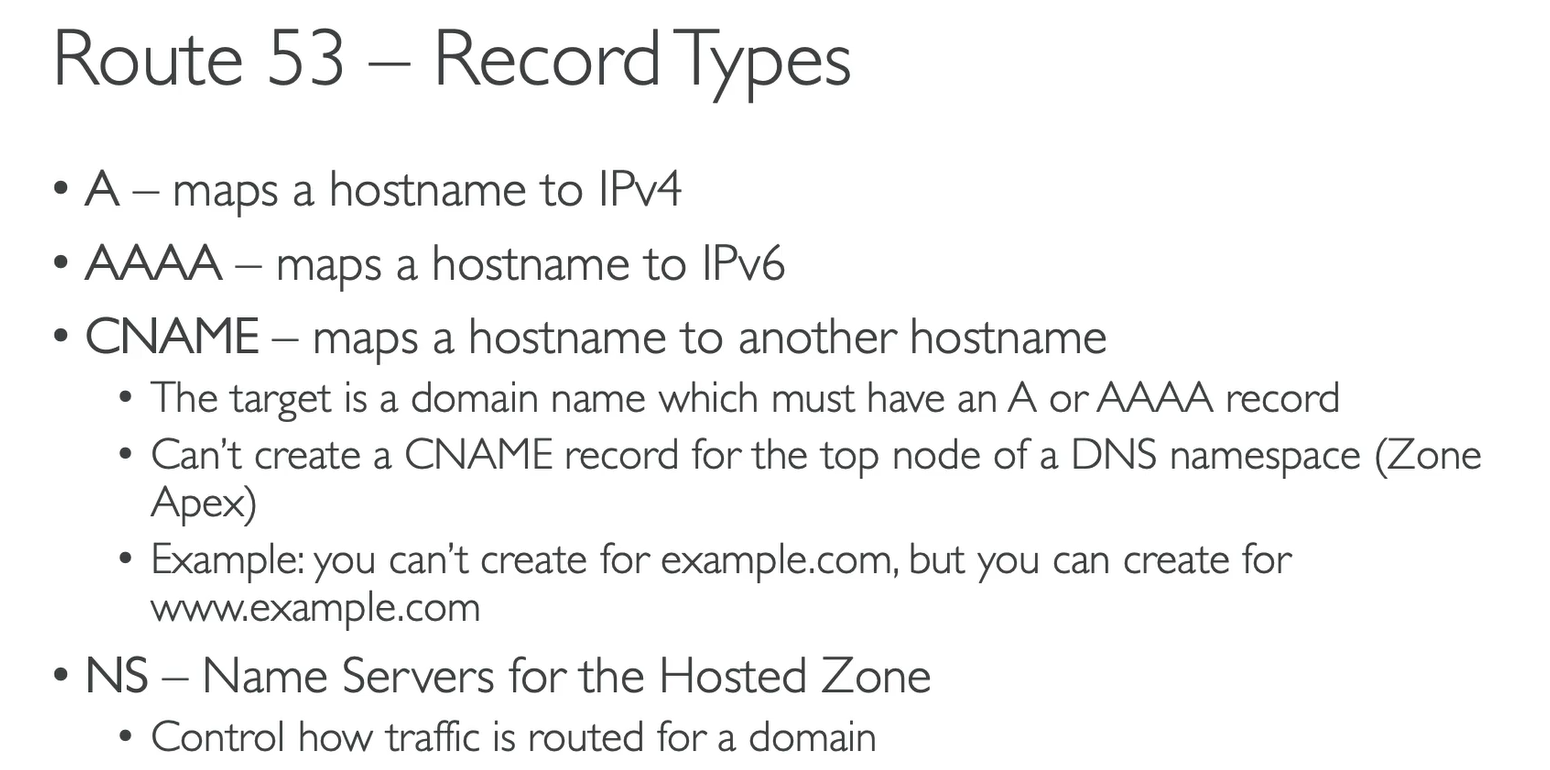 Route 53 – Record Types
• A – maps a hostname to IPv4
• AAAA – maps a hostname to IPv6
• CNAME – maps a hostname to another hostname
• The target is a domain name which must have an A or AAAA record
• Can’t create a CNAME record for the top node of a DNS namespace (Zone
Apex)
• Example: you can’t create for example.com, but you can create for
www.example.com
• NS – Name Servers for the Hosted Zone
• Control how traffic is routed for a domain